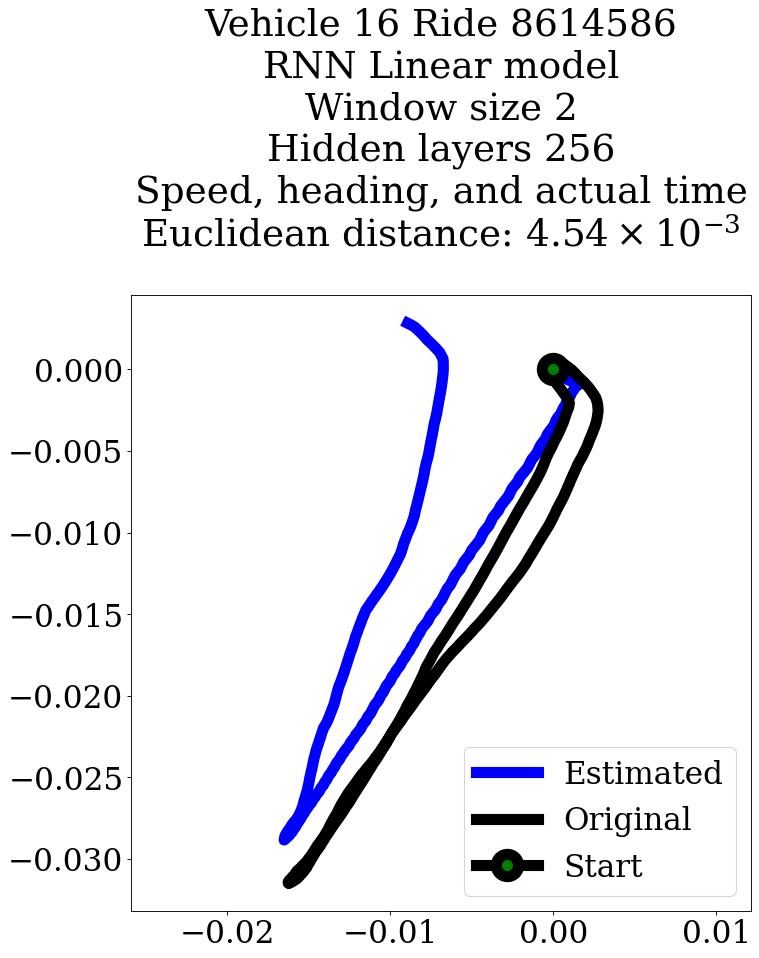 Vehicle 16 Ride 8614586
RNN Linear model
Window size 2
Hidden layers 256
Speed, heading, and actual time
Euclidean distance: 4.54 × 10⁻³
0.000
−0.005
−0.010
−0.015
−0.020
−0.025
−0.030
Estimated
Original
Start
−0.02
−0.01
0.00
0.01